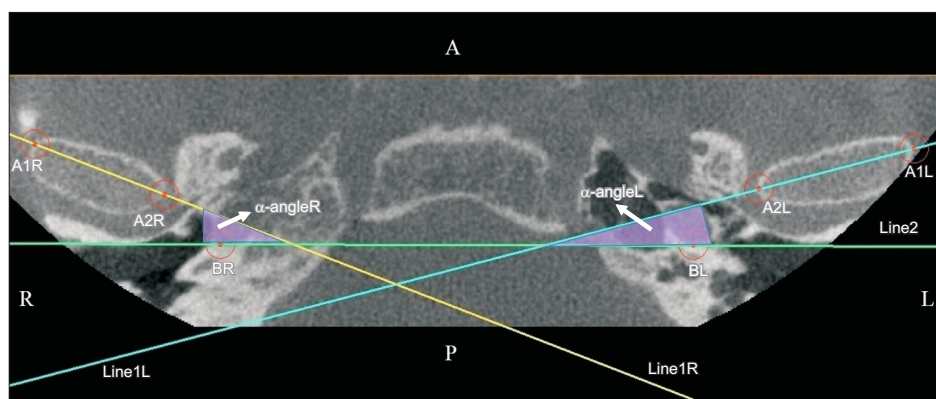 A
A1R
A1L
α-angleL
A2R
α-angleR
A2L
Line2
BR
BL
R
L
P
Line1L
Line1R